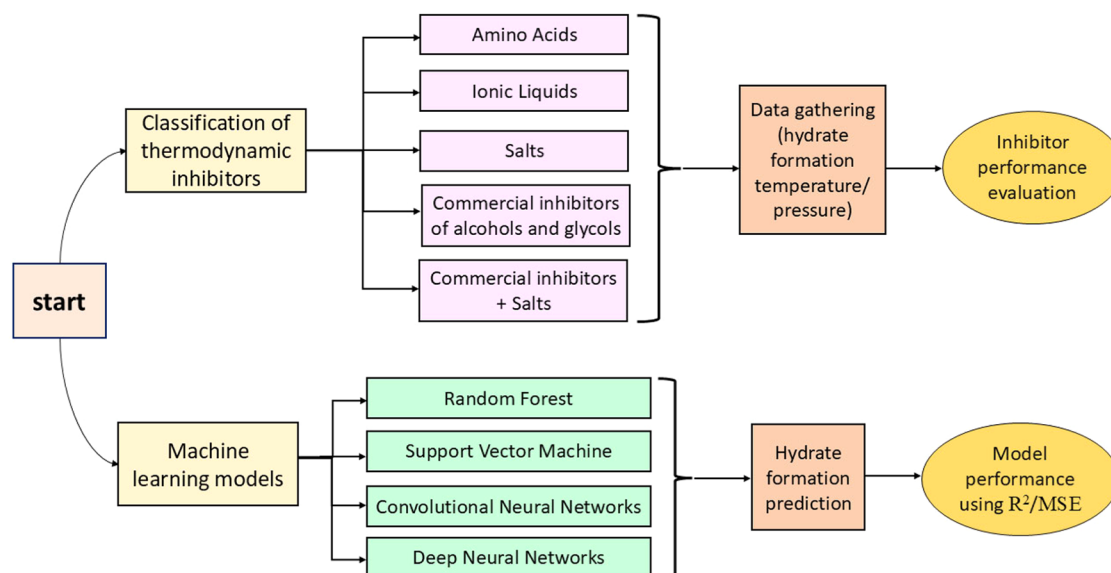 start
Classification of
thermodynamic
inhibitors
Amino Acids
Ionic Liquids
Salts
Commercial inhibitors
of alcohols and glycols
Commercial inhibitors
+ Salts
Data gathering
(hydrate
formation
temperature/
pressure)
Inhibitor
performance
evaluation
Machine
learning models
Random Forest
Support Vector Machine
Convolutional Neural Networks
Deep Neural Networks
Hydrate
formation
prediction
Model
performance
using R²/MSE